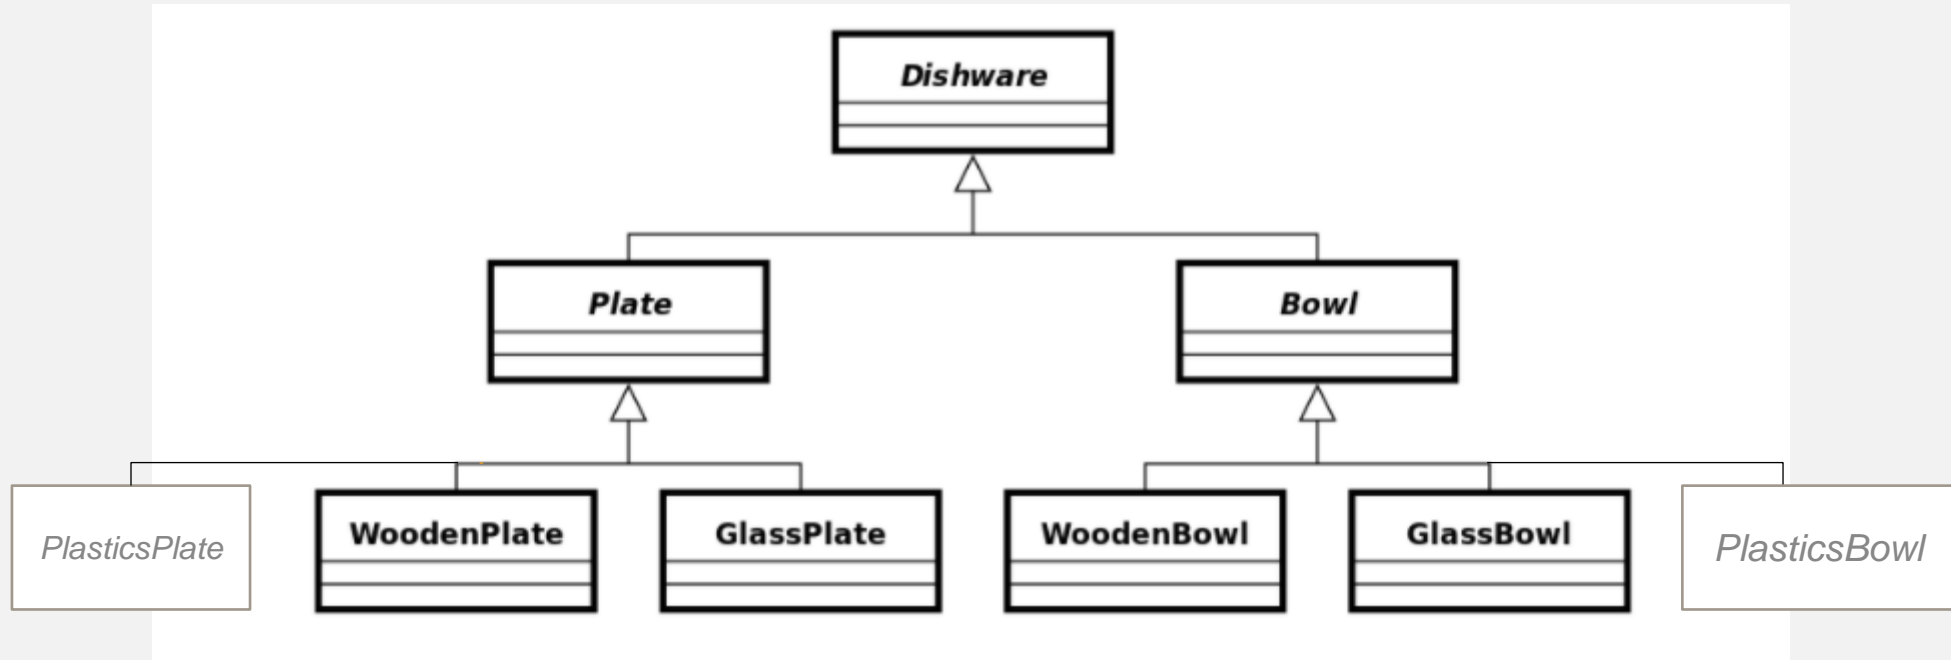 Dishware
Plate
Bowl
PlasticsPlate
WoodenPlate
GlassPlate
WoodenBowl
GlassBowl
PlasticsBowl